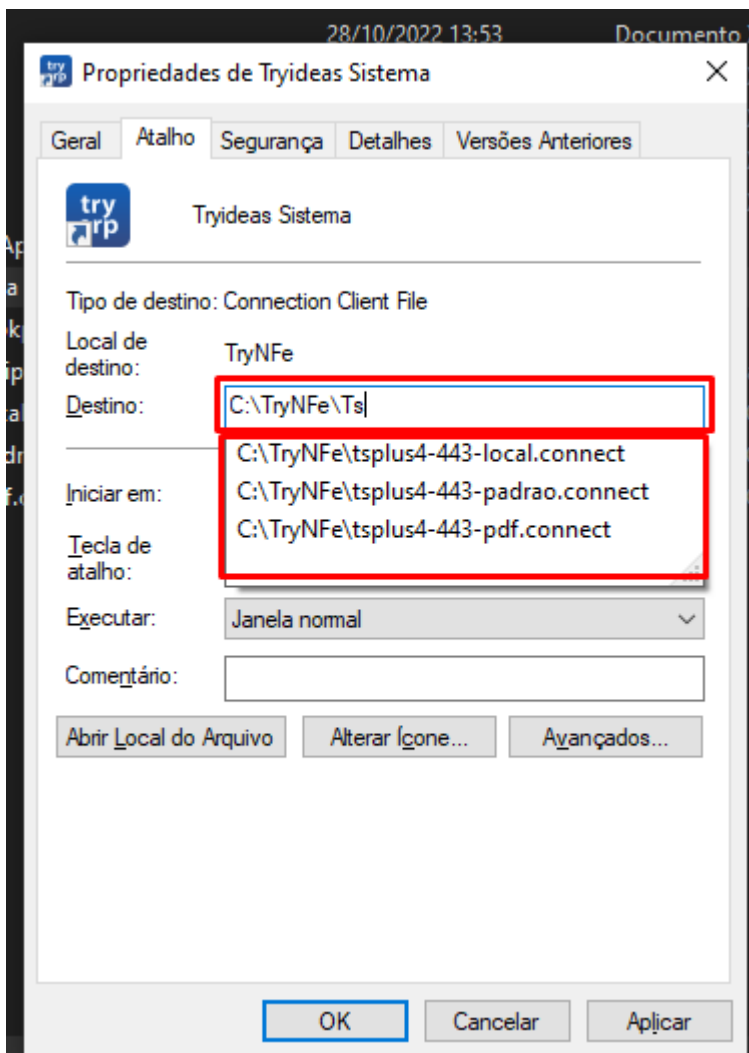 28/10/2022 13:53 Documento
Propriedades de Tryideas Sistema
Geral Atalho Segurança Detalhes Versões Anteriores
try
erp
Tryideas Sistema
Tipo de destino: Connection Client File
Local de
destino:
TryNFe
Destino: C:\TryNFe\Ts
C:\TryNFe\tsplus4-443-local.connect
C:\TryNFe\tsplus4-443-padrao.connect
C:\TryNFe\tsplus4-443-pdf.connect
Iniciar em:
Tecla de
atalho:
Executar: Janela normal
Comentário:
Abrir Local do Arquivo Alterar Ícone... Avançados...
OK Cancelar Aplicar